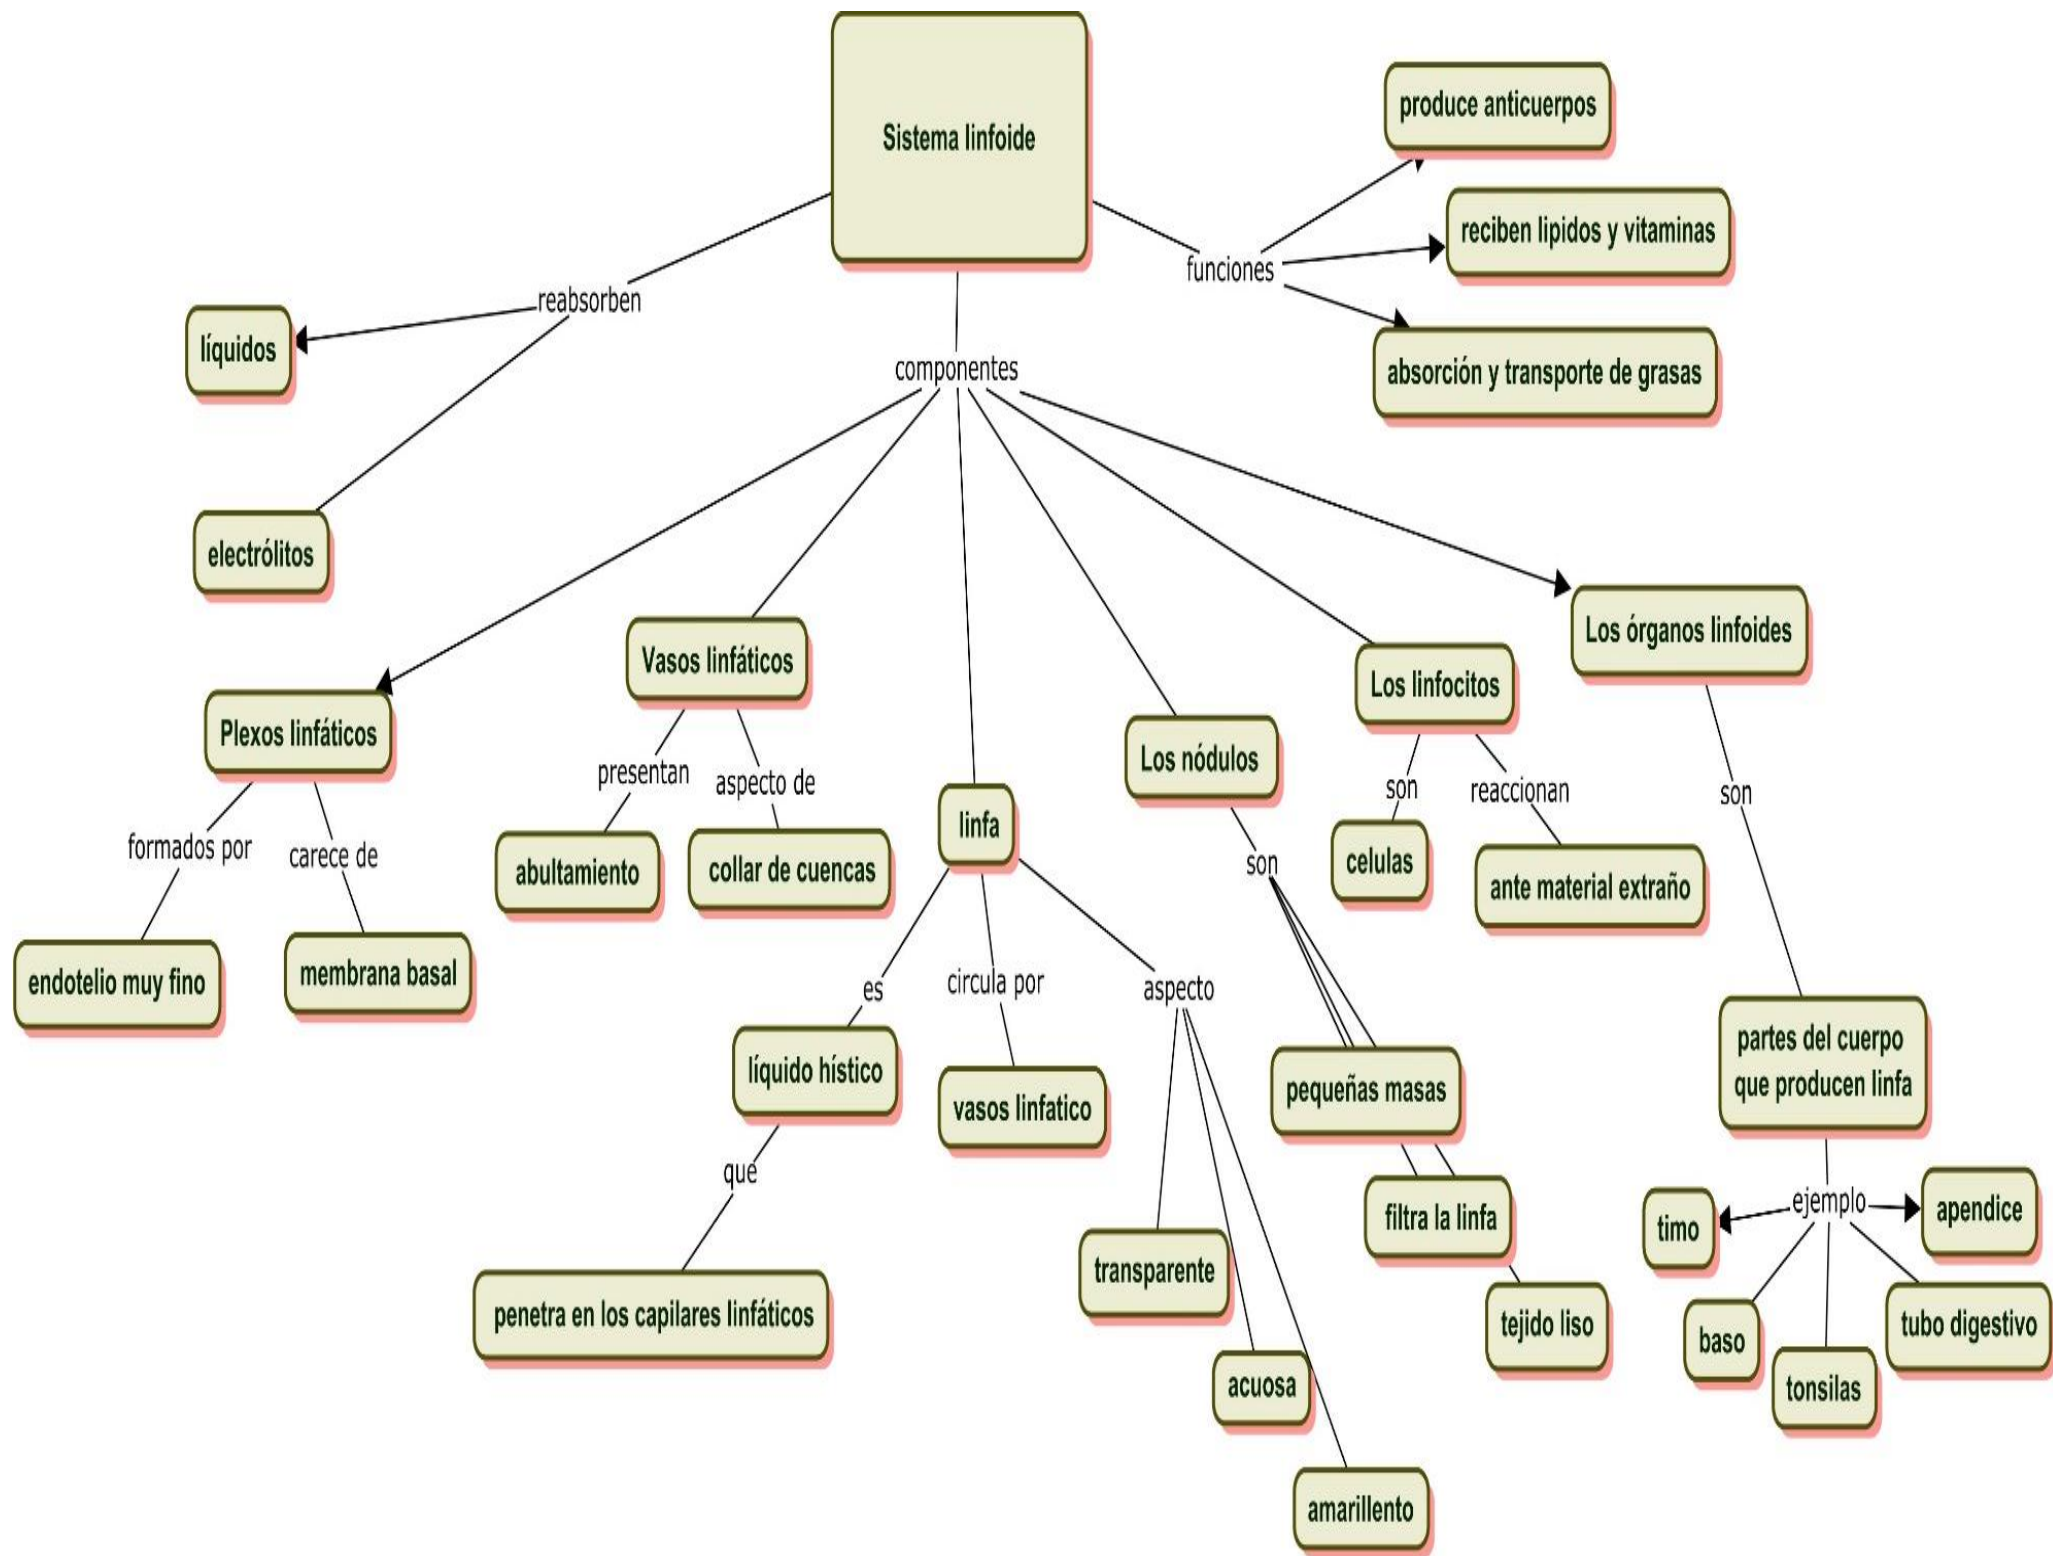 Sistema linfoide
produce anticuerpos
reciben lipidos y vitaminas
funciones
absorción y transporte de grasas
reabsorben
líquidos
electrólitos
componentes
Plexos linfáticos
formados por
carece de
endotelio muy fino
membrana basal
Vasos linfáticos
presentan
aspecto de
abultamiento
collar de cuencas
linfa
es
circula por
aspecto
líquido hístico
vasos linfatico
que
penetra en los capilares linfáticos
transparente
acuosa
amarillento
Los nódulos
son
pequeñas masas
filtra la linfa
tejido liso
Los linfocitos
son
reaccionan
celulas
ante material extraño
Los órganos linfoides
son
partes del cuerpo
que producen linfa
ejemplo
timo
apendice
baso
tonsilas
tubo digestivo